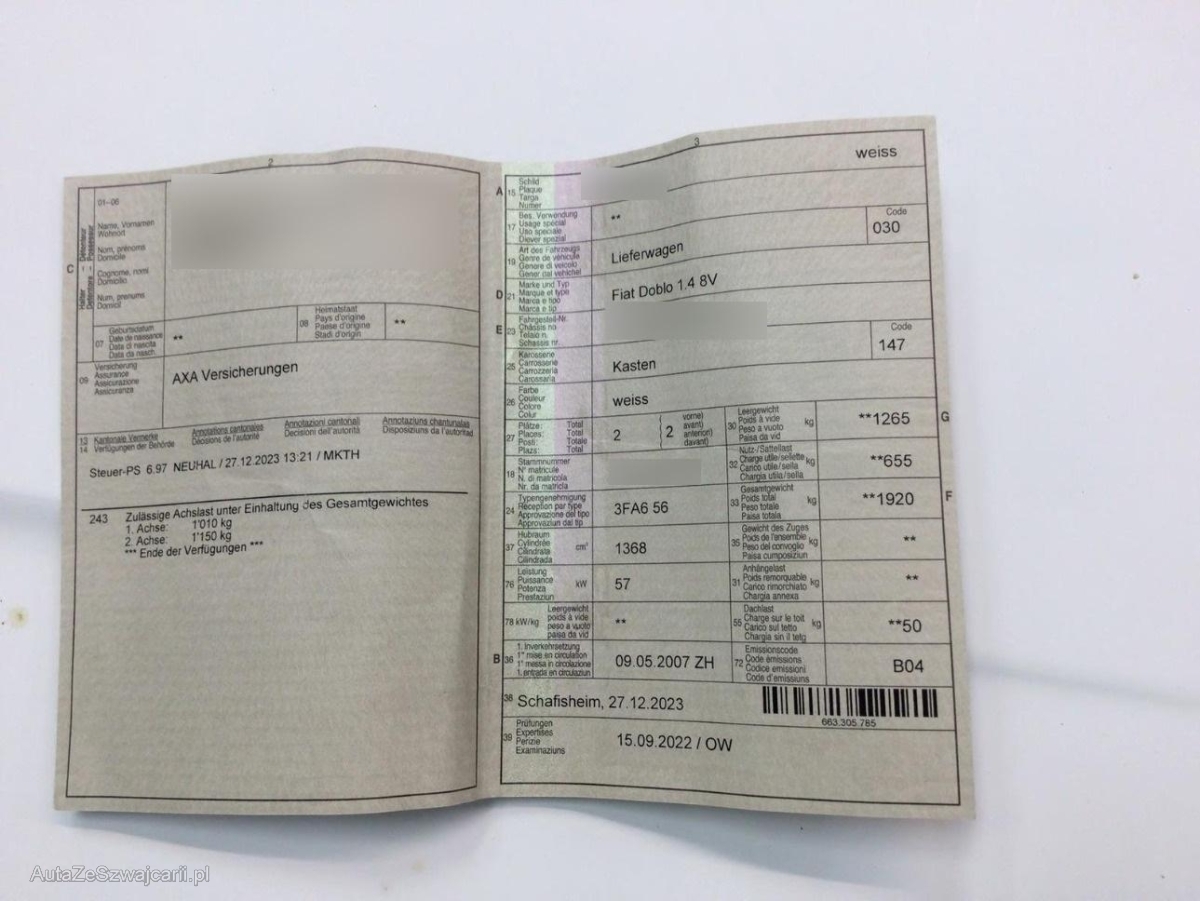 2
C
Halter
Détenteur
Detentore
Possessur
01–06
Name, Vornamen
Wohnort
Nom, prénoms
Domicile
Cognome, nomi
Domicilio
Num, prenums
Domicil
07
Geburtsdatum
Date de naissance
Data di nascita
Data da nasch.
**
08
Heimatstaat
Pays d'origine
Paese d'origine
Stadi d'origin
**
09
Versicherung
Assurance
Assicurazione
Assicuranza
AXA Versicherungen
13
14
Kantonale Vermerke
Verfügungen der Behörde
Annotations cantonales
Décisions de l'autorité
Annotazioni cantonali
Decisioni dell'autorità
Annotaziuns chantunalas
Disposiziuns da l'autoritad
Steuer-PS 6.97 NEUHAL / 27.12.2023 13:21 / MKTH
243 Zulässige Achslast unter Einhaltung des Gesamtgewichtes
1. Achse: 1'010 kg
2. Achse: 1'150 kg
*** Ende der Verfügungen ***
3
A
15
Schild
Plaque
Targa
Numer
weiss
17
Bes. Verwendung
Usage spécial
Uso speciale
Diever spezial
**
19
Art des Fahrzeugs
Genre de véhicule
Genere di veicolo
Gener dal vehichel
Lieferwagen
Code
030
D
21
Marke und Typ
Marque et type
Marca e tipo
Marca e tip
Fiat Doblo 1.4 8V
E
23
Fahrgestell-Nr.
Châssis no
Telaio n.
Schassis nr.
25
Karosserie
Carrosserie
Carrozzeria
Carossaria
Kasten
Code
147
26
Farbe
Couleur
Colore
Colur
weiss
27
Plätze: Total
Places: Total
Posti: Totale
Plazs: Total
2
2
vorne)
avant)
anteriori)
davant)
30
Leergewicht
Poids à vide
Peso a vuoto
Paisa da vid
kg
**1265
G
18
Stammnummer
N° matricule
N. di matricola
Nr. da matricla
32
Nutz-/Sattellast
Charge utile/sellette
Carico utile/sella
Chargia utila/sella
kg
**655
24
Typengenehmigung
Réception par type
Approvazione del tipo
Approvaziun dal tip
3FA6 56
33
Gesamtgewicht
Poids total
Peso totale
Paisa totala
kg
**1920
F
37
Hubraum
Cylindrée
Cilindrata
Cilindrada
cm³
1368
35
Gewicht des Zuges
Poids de l'ensemble
Peso del convoglio
Paisa cumposiziun
kg
**
76
Leistung
Puissance
Potenza
Prestaziun
kW
57
31
Anhängelast
Poids remorquable
Carico rimorchiato
Chargia annexa
kg
**
78 kW/kg
Leergewicht
poids à vide
peso a vuoto
paisa da vid
**
55
Dachlast
Charge sur le toit
Carico sul tetto
Chargia sin il tetg
kg
**50
B
36
1. Inverkehrsetzung
1re mise en circulation
1a messa in circolazione
1. entrada en circulaziun
09.05.2007 ZH
72
Emissionscode
Code émissions
Codice emissioni
Code d'emissiuns
B04
38 Schafisheim, 27.12.2023
663.305.785
39
Prüfungen
Expertises
Perizie
Examinaziuns
15.09.2022 / OW
AutaZeSzwajcarii.pl